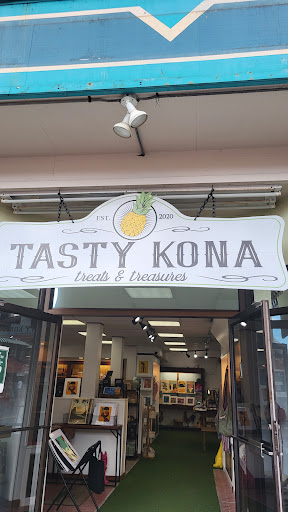 EST. 2020
TASTY KONA
treats & treasures